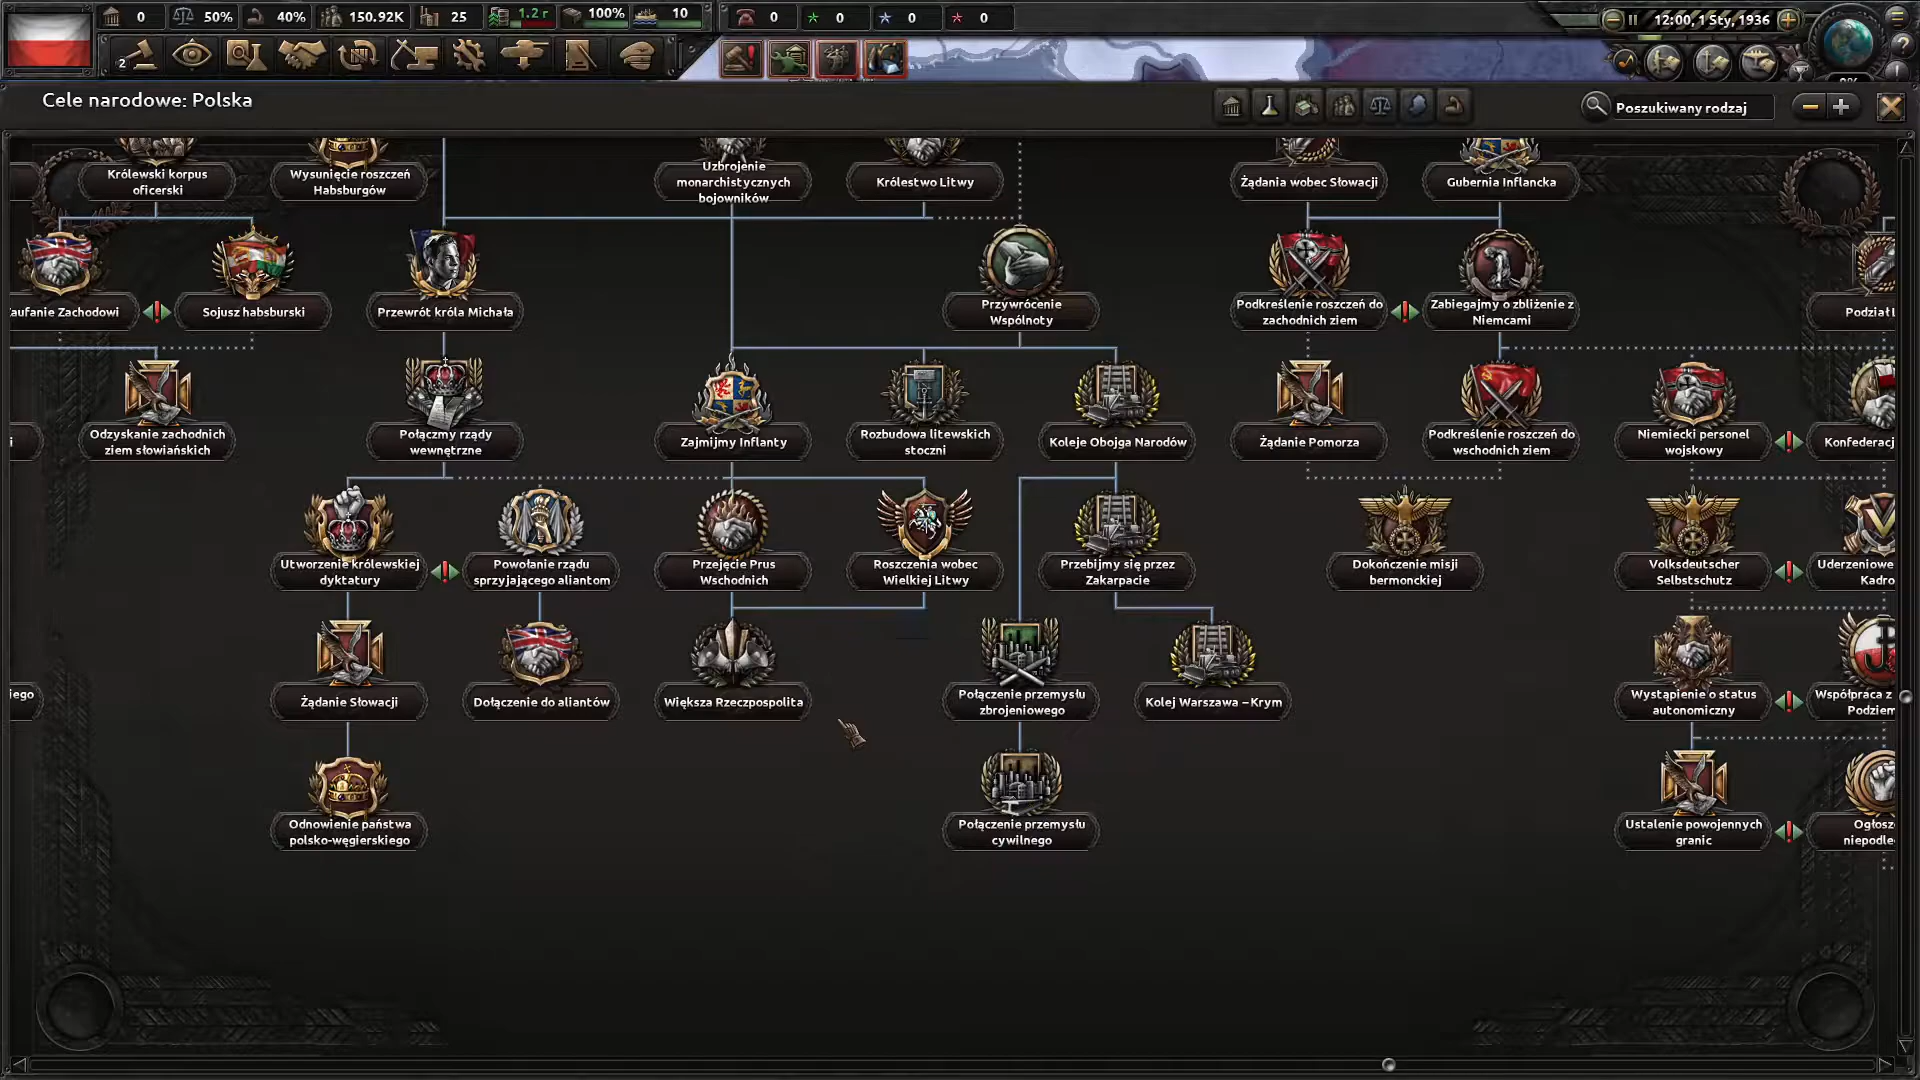 0
50%
40%
150.92K
25
1.2 r
100%
10
0
0
0
0
12:00, 1 Sty, 1936
2
0%
Cele narodowe: Polska
Poszukiwany rodzaj
Królewski korpus
oficerski
Wysunięcie roszczeń
Habsburgów
Uzbrojenie
monarchistycznych
bojowników
Królestwo Litwy
Żądania wobec Słowacji
Gubernia Inflancka
aufanie Zachodowi
Sojusz habsburski
Przewrót króla Michała
Przywrócenie
Wspólnoty
Podkreślenie roszczeń do
zachodnich ziem
Zabiegajmy o zbliżenie z
Niemcami
Podział L
i
Odzyskanie zachodnich
ziem słowiańskich
Połączmy rządy
wewnętrzne
Zajmijmy Inflanty
Rozbudowa litewskich
stoczni
Koleje Obojga Narodów
Żądanie Pomorza
Podkreślenie roszczeń do
wschodnich ziem
Niemiecki personel
wojskowy
Konfederacj
Utworzenie królewskiej
dyktatury
Powołanie rządu
sprzyjającego aliantom
Przejęcie Prus
Wschodnich
Roszczenia wobec
Wielkiej Litwy
Przebijmy się przez
Zakarpacie
Dokończenie misji
bermonckiej
Volksdeutscher
Selbstschutz
Uderzeniowe
Kadro
iego
Żądanie Słowacji
Dołączenie do aliantów
Większa Rzeczpospolita
Połączenie przemysłu
zbrojeniowego
Kolej Warszawa – Krym
Wystąpienie o status
autonomiczny
Współpraca z
Podziem
Odnowienie państwa
polsko-węgierskiego
Połączenie przemysłu
cywilnego
Ustalenie powojennych
granic
Ogłosz
niepodle